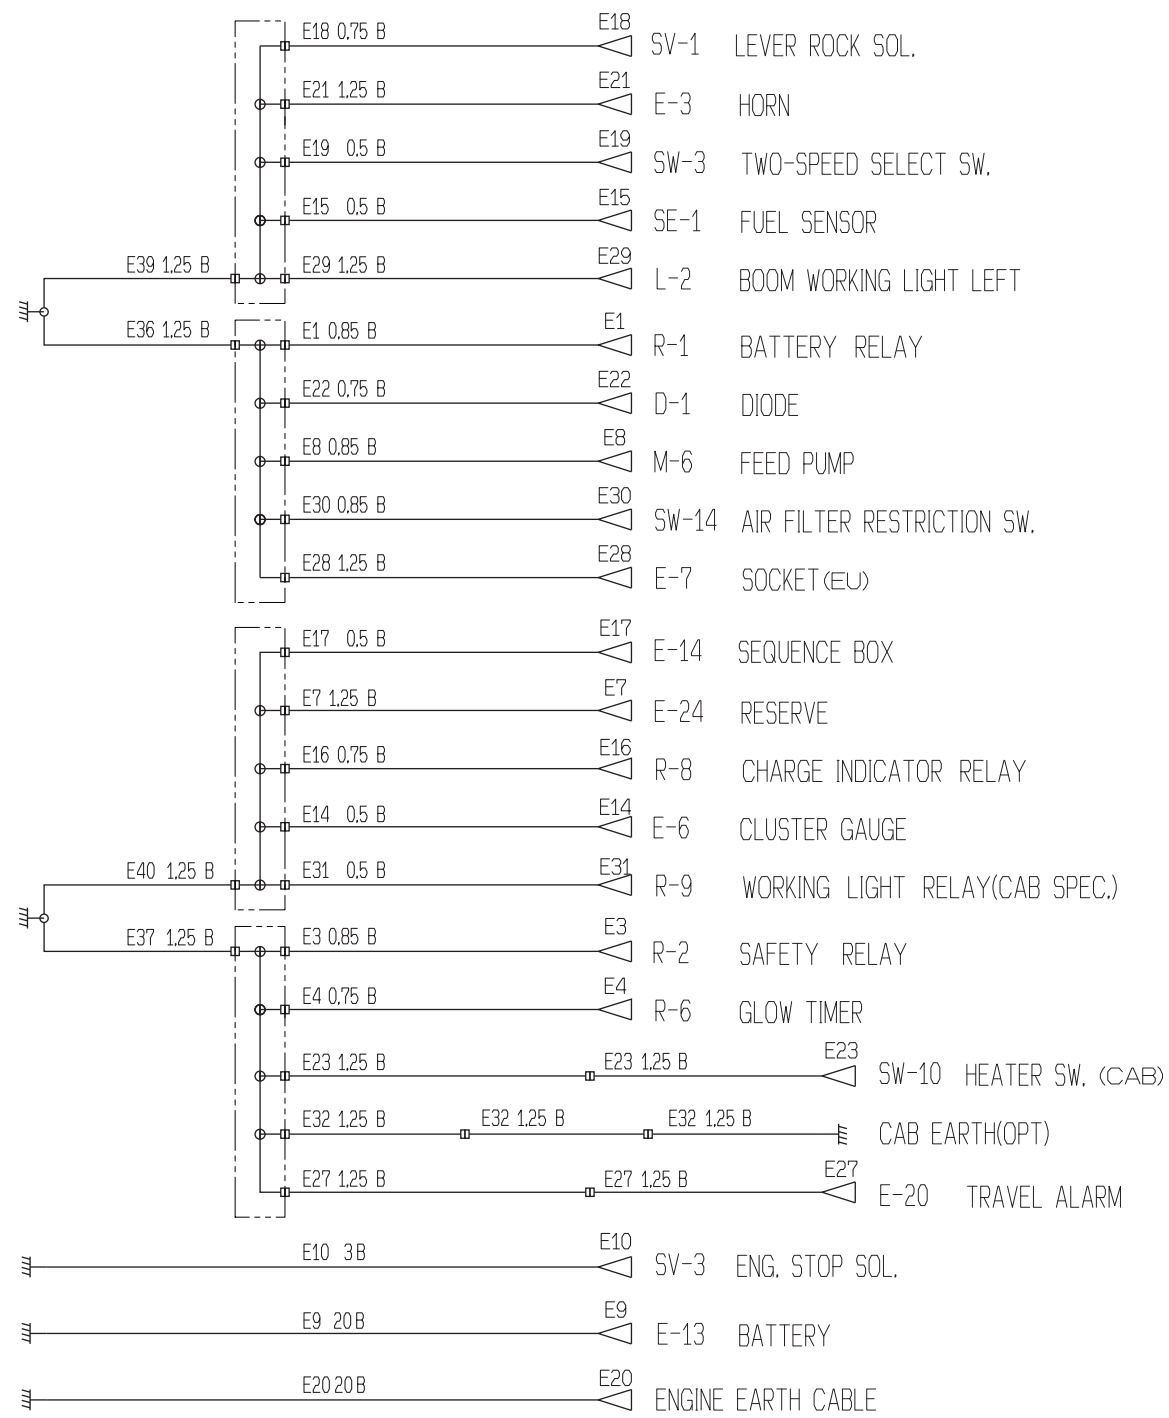 E18 0,75 B E18 SV-1 LEVER ROCK SOL.
E21 1,25 B E21 E-3 HORN
E19 0,5 B E19 SW-3 TWO-SPEED SELECT SW.
E15 0,5 B E15 SE-1 FUEL SENSOR
E39 1,25 B E29 1,25 B E29 L-2 BOOM WORKING LIGHT LEFT
E36 1,25 B E1 0,85 B E1 R-1 BATTERY RELAY
E22 0,75 B E22 D-1 DIODE
E8 0,85 B E8 M-6 FEED PUMP
E30 0,85 B E30 SW-14 AIR FILTER RESTRICTION SW.
E28 1,25 B E28 E-7 SOCKET(EU)
E17 0,5 B E17 E-14 SEQUENCE BOX
E7 1,25 B E7 E-24 RESERVE
E16 0,75 B E16 R-8 CHARGE INDICATOR RELAY
E14 0,5 B E14 E-6 CLUSTER GAUGE
E40 1,25 B E31 0,5 B E31 R-9 WORKING LIGHT RELAY(CAB SPEC.)
E37 1,25 B E3 0,85 B E3 R-2 SAFETY RELAY
E4 0,75 B E4 R-6 GLOW TIMER
E23 1,25 B E23 1,25 B E23 SW-10 HEATER SW. (CAB)
E32 1,25 B E32 1,25 B E32 1,25 B CAB EARTH(OPT)
E27 1,25 B E27 1,25 B E27 E-20 TRAVEL ALARM
E10 3B E10 SV-3 ENG. STOP SOL.
E9 20B E9 E-13 BATTERY
E20 20B E20 ENGINE EARTH CABLE